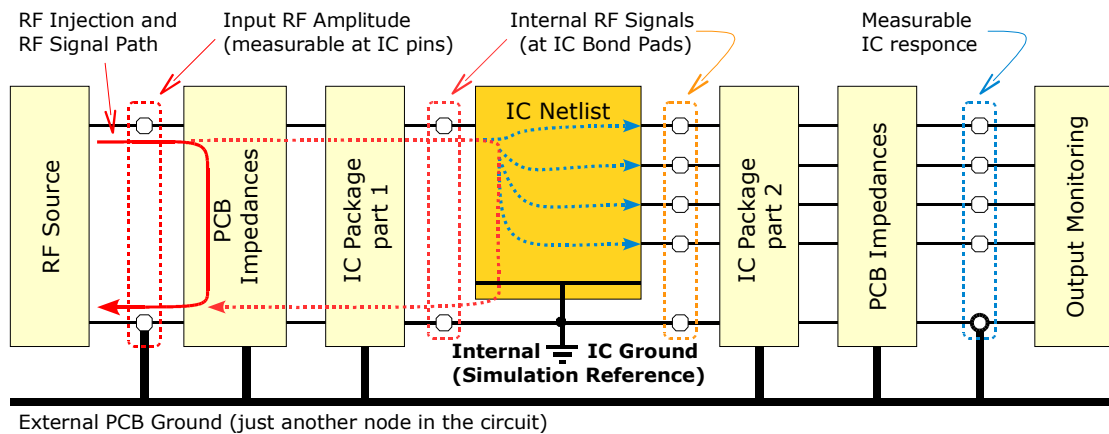 RF Injection and
RF Signal Path
Input RF Amplitude
(measurable at IC pins)
Internal RF Signals
(at IC Bond Pads)
Measurable
IC responce
RF Source
PCB
Impedances
IC Package
part 1
IC Netlist
IC Package
part 2
PCB Impedances
Output Monitoring
Internal IC Ground
(Simulation Reference)
External PCB Ground (just another node in the circuit)